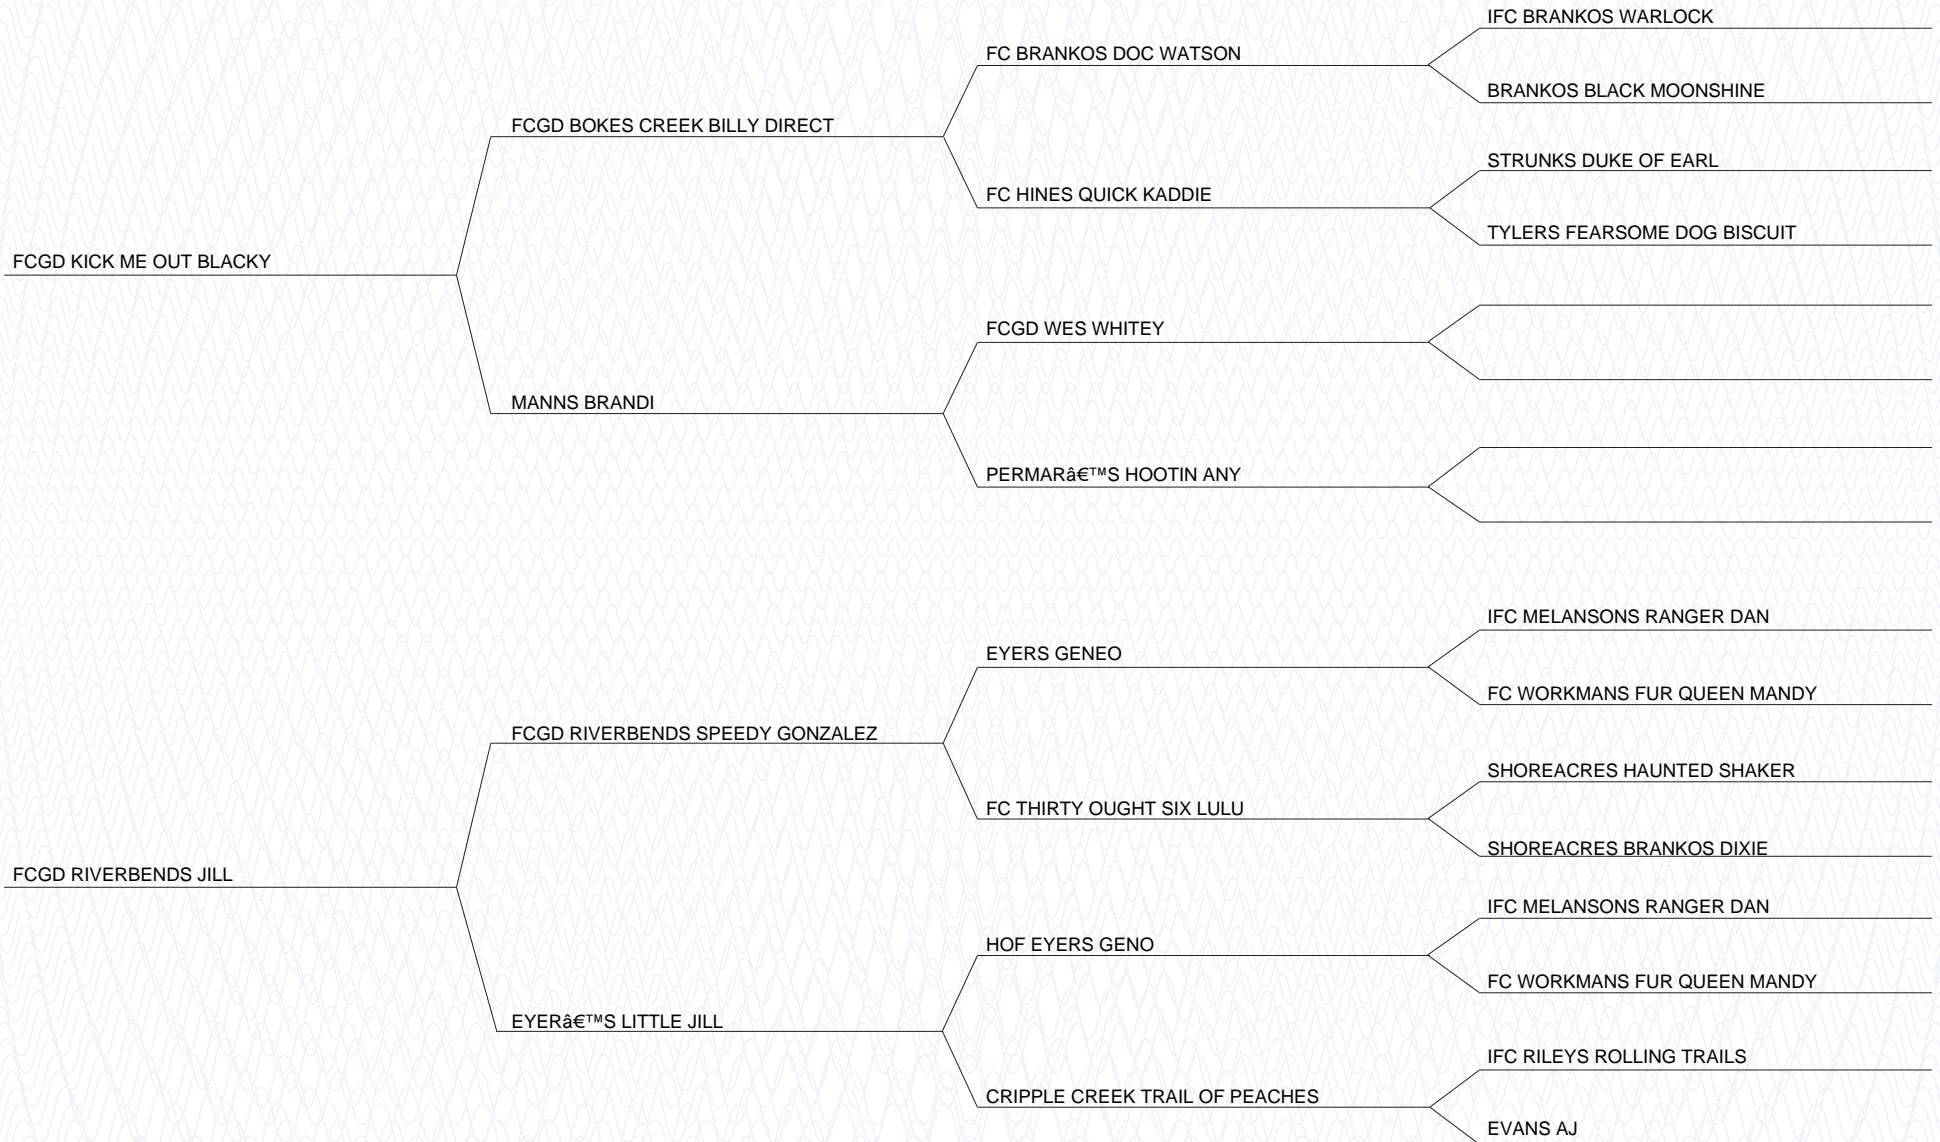 IFC BRANKOS WARLOCK
FC BRANKOS DOC WATSON
BRANKOS BLACK MOONSHINE
FCGD BOKES CREEK BILLY DIRECT
STRUNKS DUKE OF EARL
FC HINES QUICK KADDIE
TYLERS FEARSOME DOG BISCUIT
FCGD KICK ME OUT BLACKY
FCGD WES WHITEY
MANNS BRANDI
PERMARâ€™S HOOTIN ANY
IFC MELANSONS RANGER DAN
EYERS GENEO
FC WORKMANS FUR QUEEN MANDY
FCGD RIVERBENDS SPEEDY GONZALEZ
SHOREACRES HAUNTED SHAKER
FC THIRTY OUGHT SIX LULU
SHOREACRES BRANKOS DIXIE
FCGD RIVERBENDS JILL
IFC MELANSONS RANGER DAN
HOF EYERS GENO
FC WORKMANS FUR QUEEN MANDY
EYERâ€™S LITTLE JILL
IFC RILEYS ROLLING TRAILS
CRIPPLE CREEK TRAIL OF PEACHES
EVANS AJ